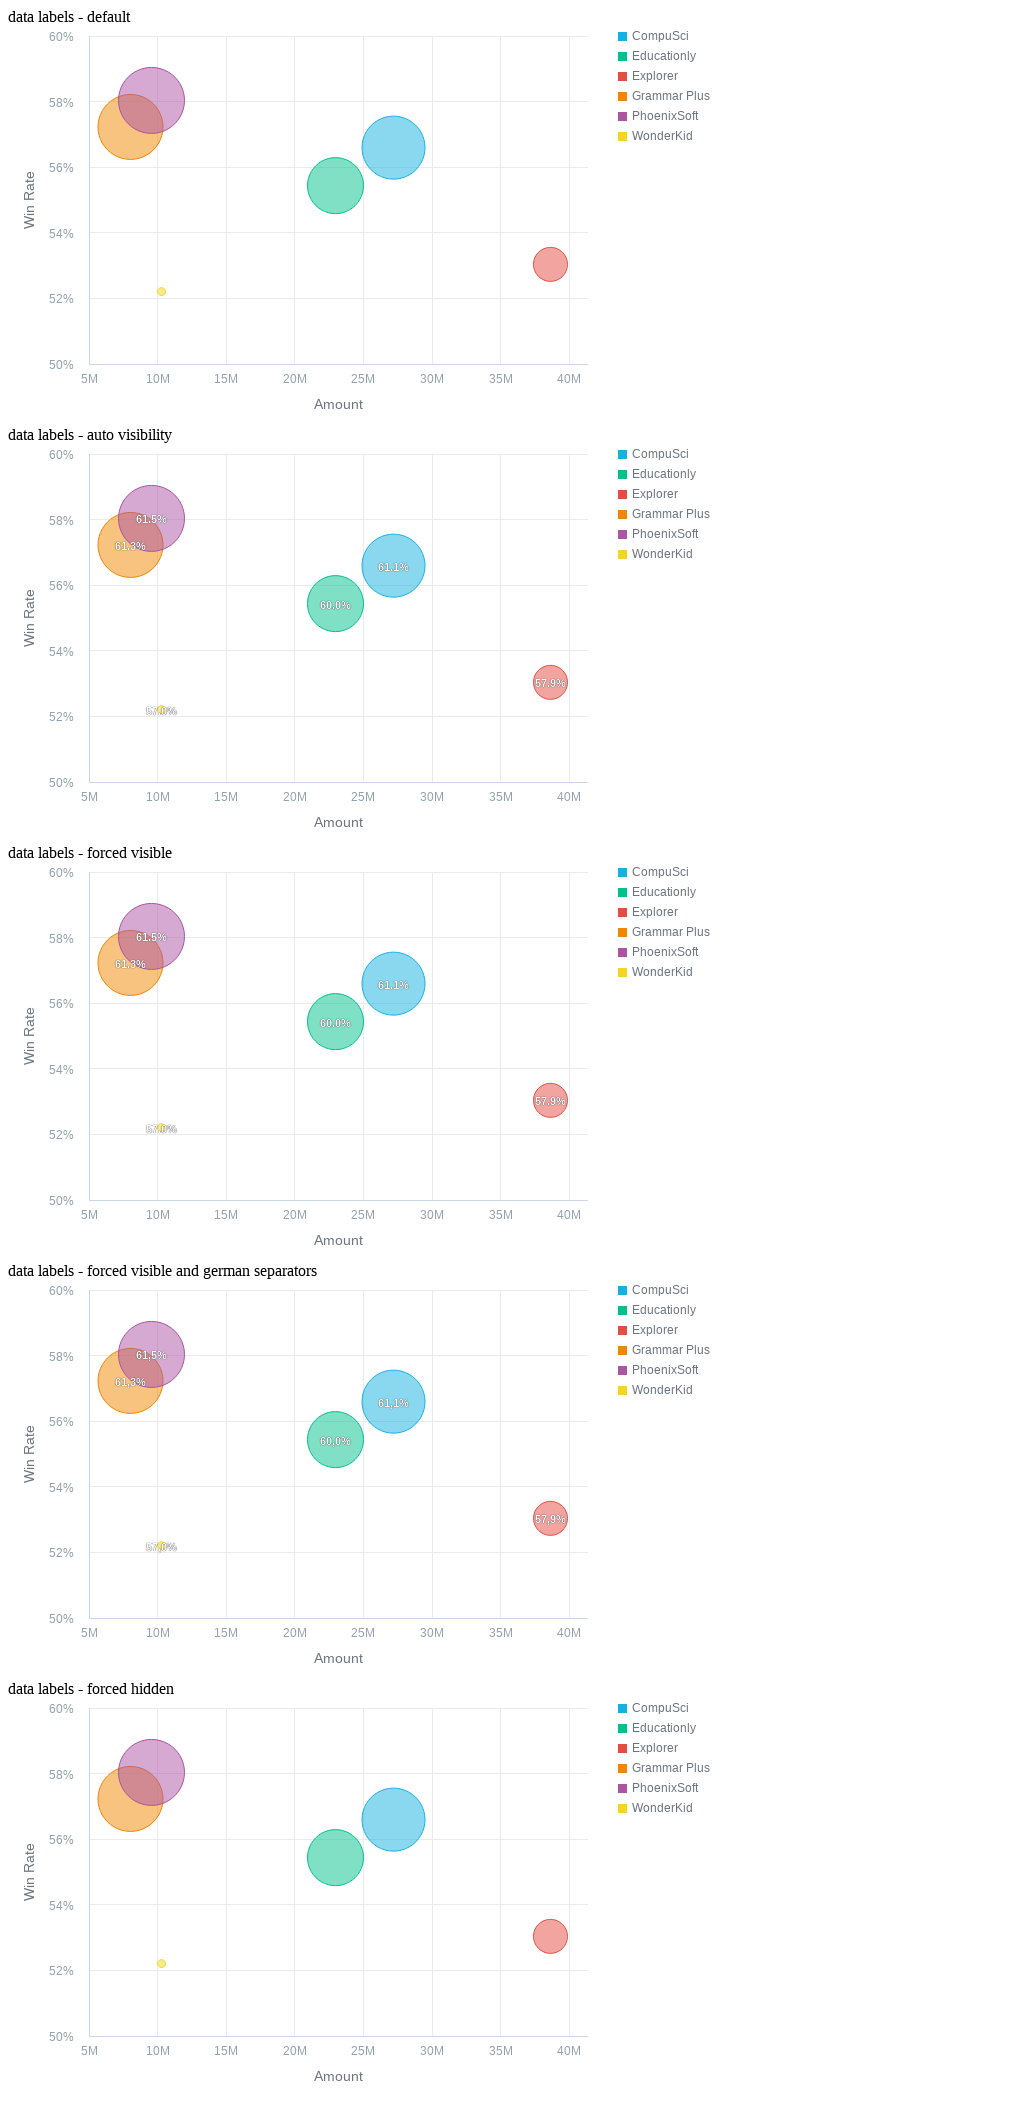 data labels - default
60%
58%
56%
54%
52%
50%
Win Rate
5M 10M 15M 20M 25M 30M 35M 40M
Amount
CompuSci
Educationly
Explorer
Grammar Plus
PhoenixSoft
WonderKid
data labels - auto visibility
60%
58%
56%
54%
52%
50%
Win Rate
61.5%
61.3%
61.1%
60.0%
57.9%
5M 10M 15M 20M 25M 30M 35M 40M
Amount
CompuSci
Educationly
Explorer
Grammar Plus
PhoenixSoft
WonderKid
data labels - forced visible
60%
58%
56%
54%
52%
50%
Win Rate
61.5%
61.3%
61.1%
60.0%
57.9%
5M 10M 15M 20M 25M 30M 35M 40M
Amount
CompuSci
Educationly
Explorer
Grammar Plus
PhoenixSoft
WonderKid
data labels - forced visible and german separators
60%
58%
56%
54%
52%
50%
Win Rate
61,5%
61,3%
61,1%
60,0%
57,9%
5M 10M 15M 20M 25M 30M 35M 40M
Amount
CompuSci
Educationly
Explorer
Grammar Plus
PhoenixSoft
WonderKid
data labels - forced hidden
60%
58%
56%
54%
52%
50%
Win Rate
5M 10M 15M 20M 25M 30M 35M 40M
Amount
CompuSci
Educationly
Explorer
Grammar Plus
PhoenixSoft
WonderKid